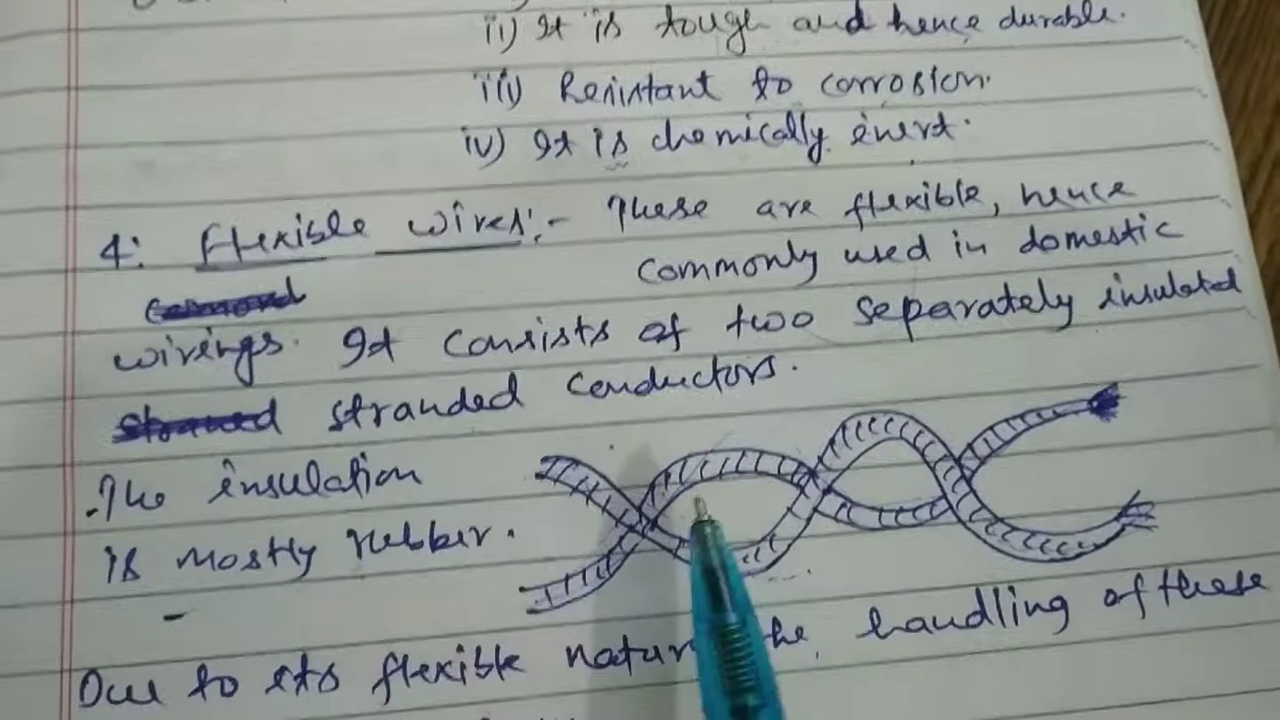 ii) It is tough and hence durable.
iii) Resistant to corrosion.
iv) It is chemically inert.
4: Flexible wires:- These are flexible, hence
commonly used in domestic
wirings. It consists of two separately insulated
stranded conductors.
The insulation
is mostly rubber.
Due to its flexible the handling of these